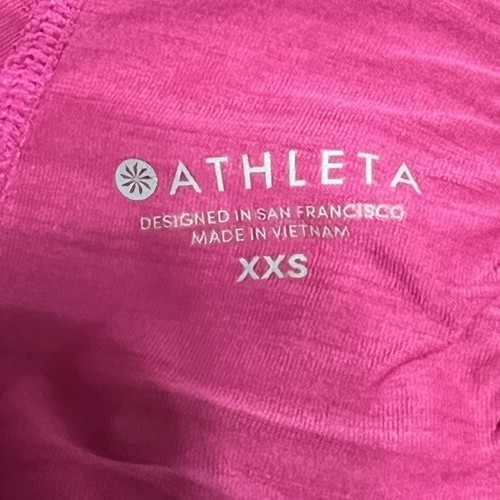 ATHLETA
DESIGNED IN SAN FRANCISCO
MADE IN VIETNAM
XXS